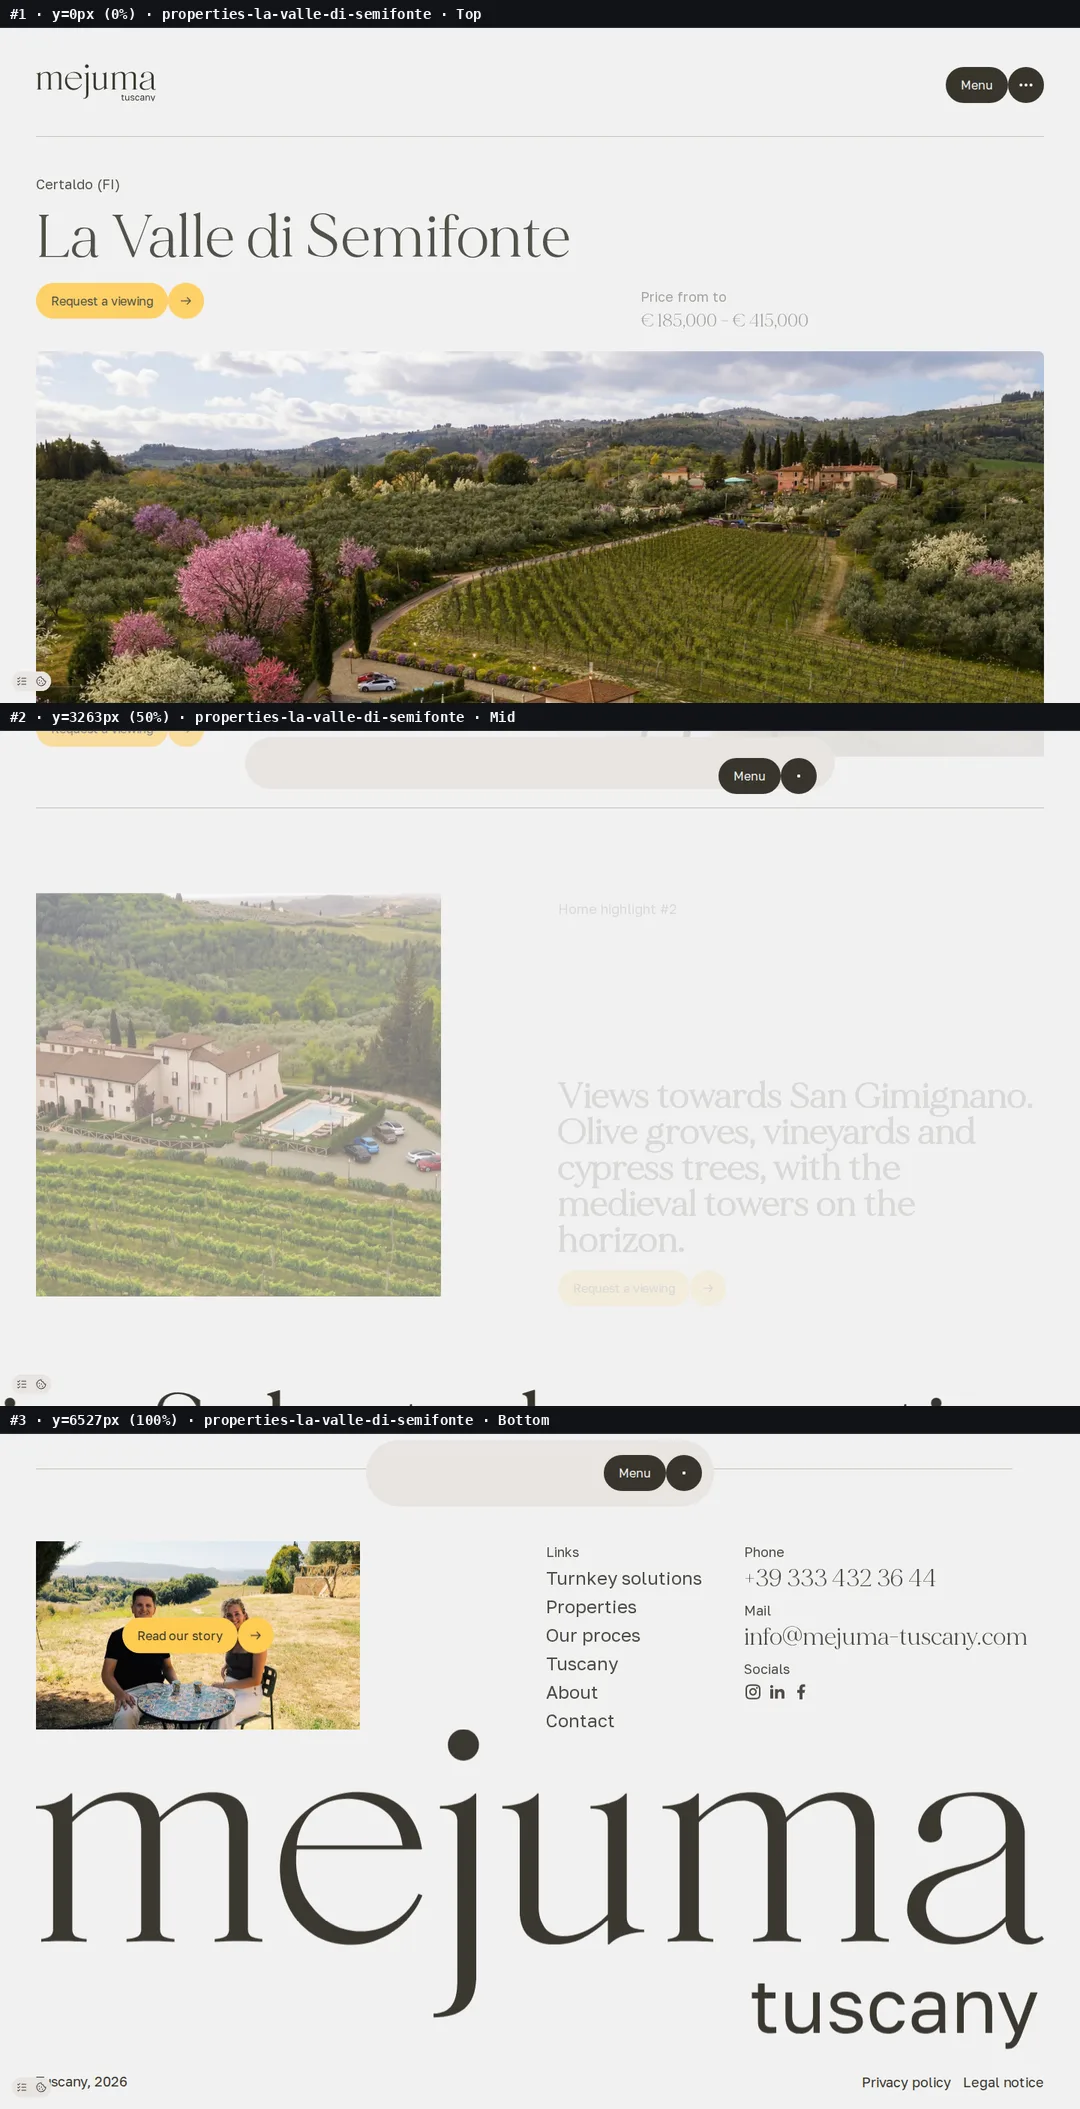 #1 · y=0px (0%) · properties-la-valle-di-semifonte · Top
mejuma
tuscany
Menu
Certaldo (FI)
La Valle di Semifonte
Request a viewing
Price from to
€ 185,000 - € 415,000
#2 · y=3263px (50%) · properties-la-valle-di-semifonte · Mid
Request a viewing
Menu
Home highlight #2
Views towards San Gimignano.
Olive groves, vineyards and
cypress trees, with the
medieval towers on the
horizon.
Request a viewing
#3 · y=6527px (100%) · properties-la-valle-di-semifonte · Bottom
Menu
Read our story
Links
Turnkey solutions
Properties
Our proces
Tuscany
About
Contact
Phone
+39 333 432 36 44
Mail
info@mejuma-tuscany.com
Socials
mejuma
tuscany
Tuscany, 2026
Privacy policy Legal notice